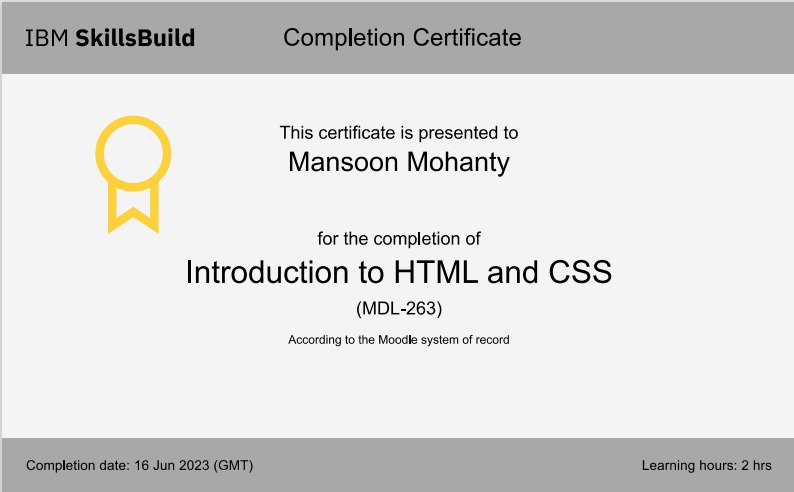 IBM SkillsBuild
Completion Certificate
This certificate is presented to
Mansoon Mohanty
for the completion of
Introduction to HTML and CSS
(MDL-263)
According to the Moodle system of record
Completion date: 16 Jun 2023 (GMT)
Learning hours: 2 hrs